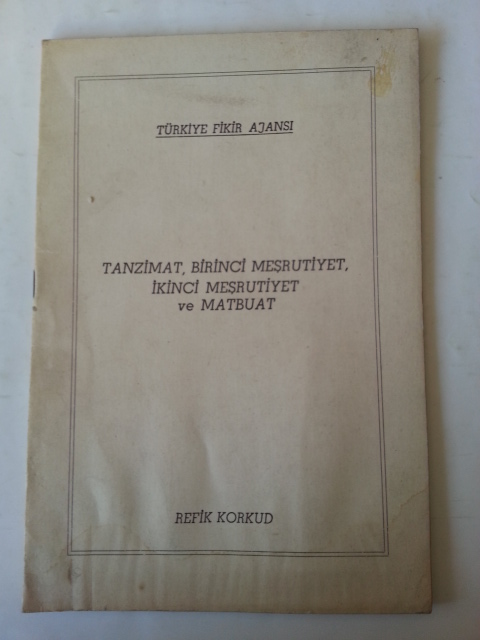 TÜRKİYE FİKİR AJANSI
TANZİMAT, BİRİNCİ MEŞRUTİYET,
İKİNCİ MEŞRUTİYET
ve MATBUAT
REFİK KORKUD